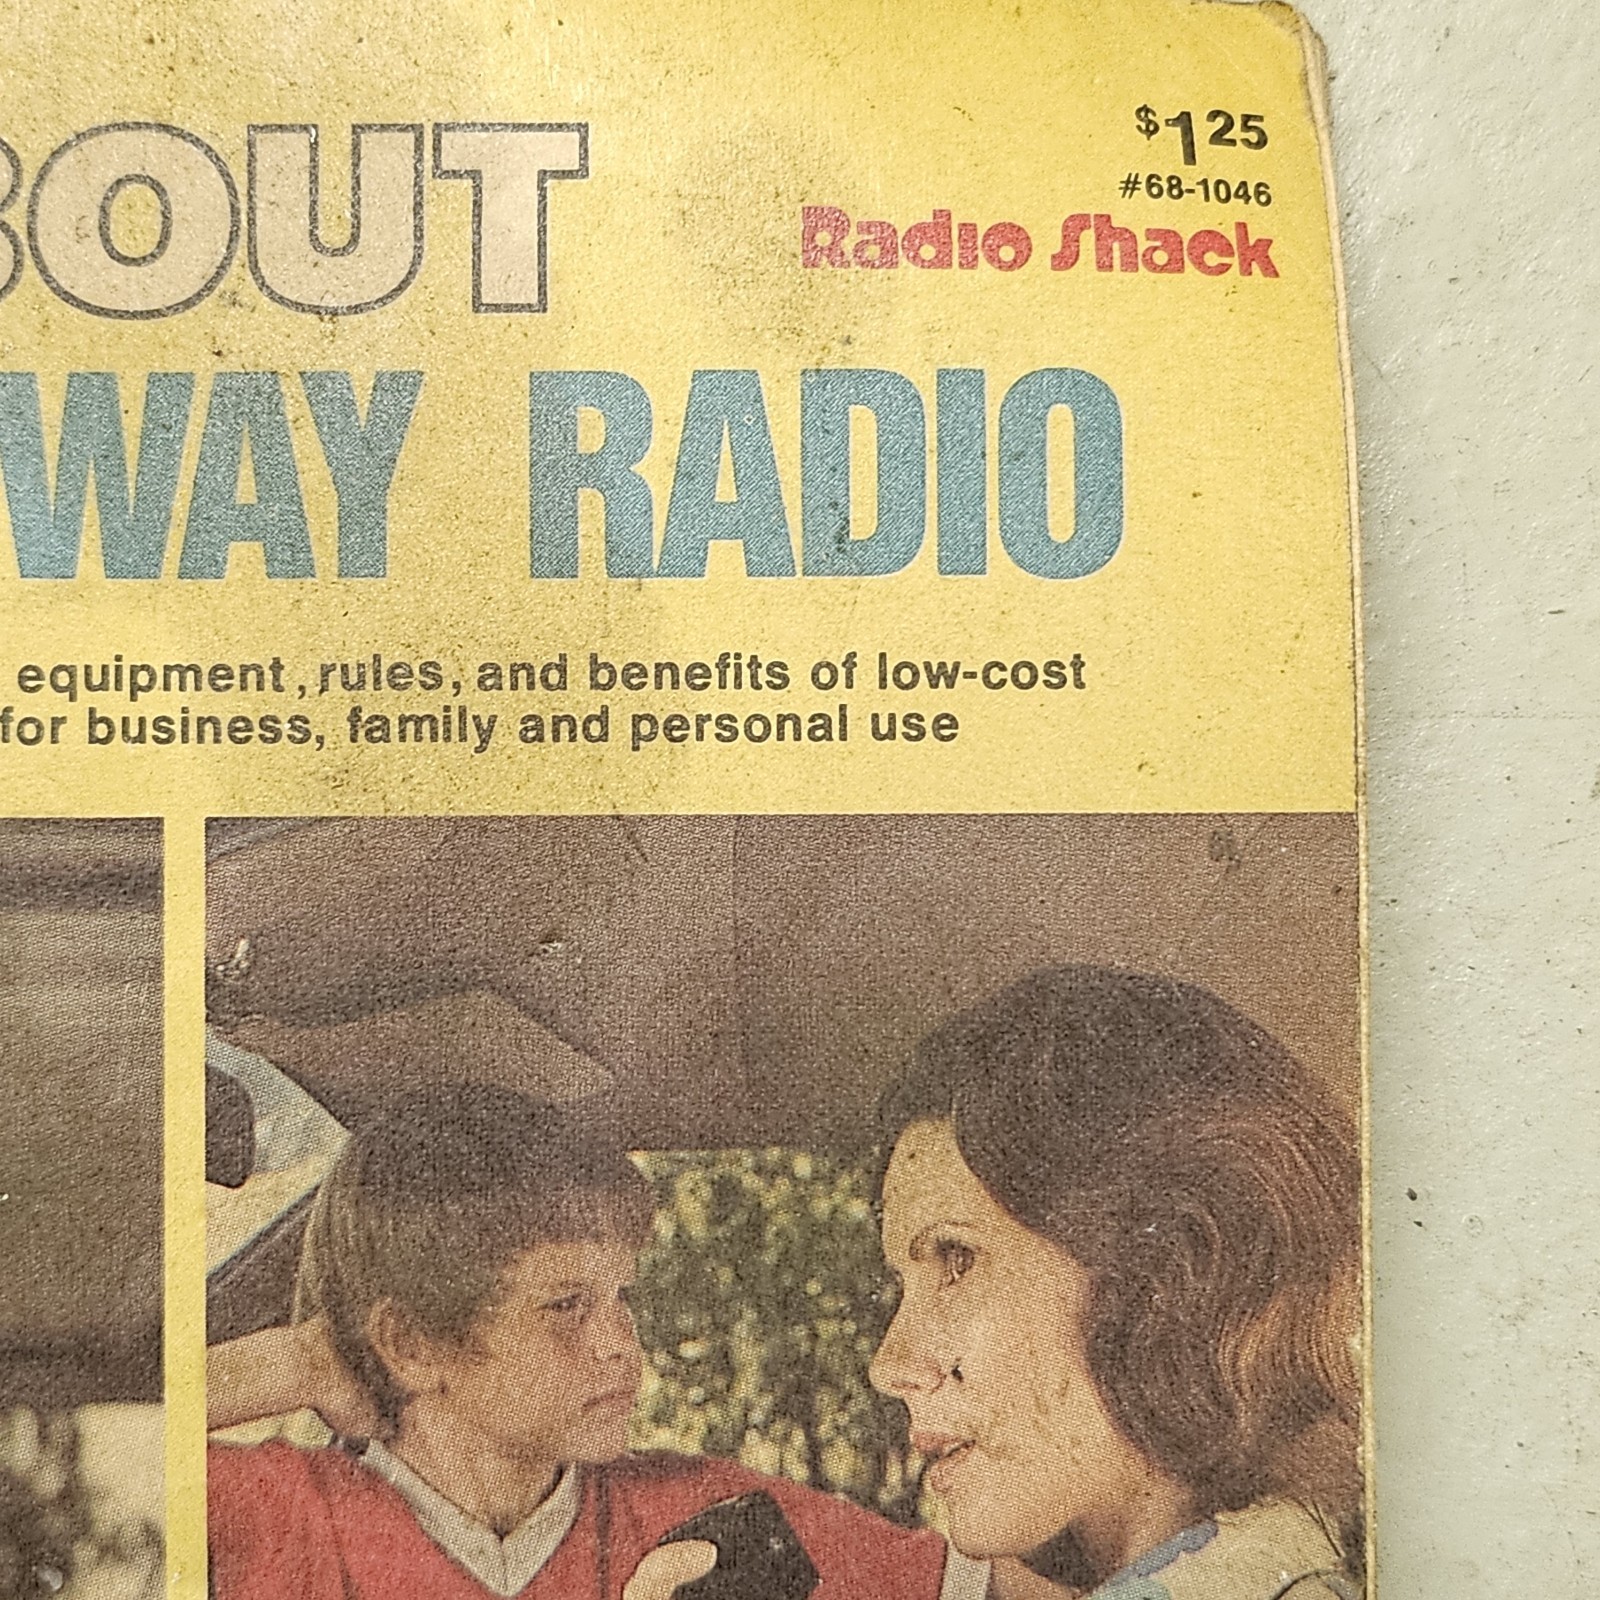 $1 25
#68-1046
Radio Shack
BOUT
WAY RADIO
equipment, rules, and benefits of low-cost
for business, family and personal use